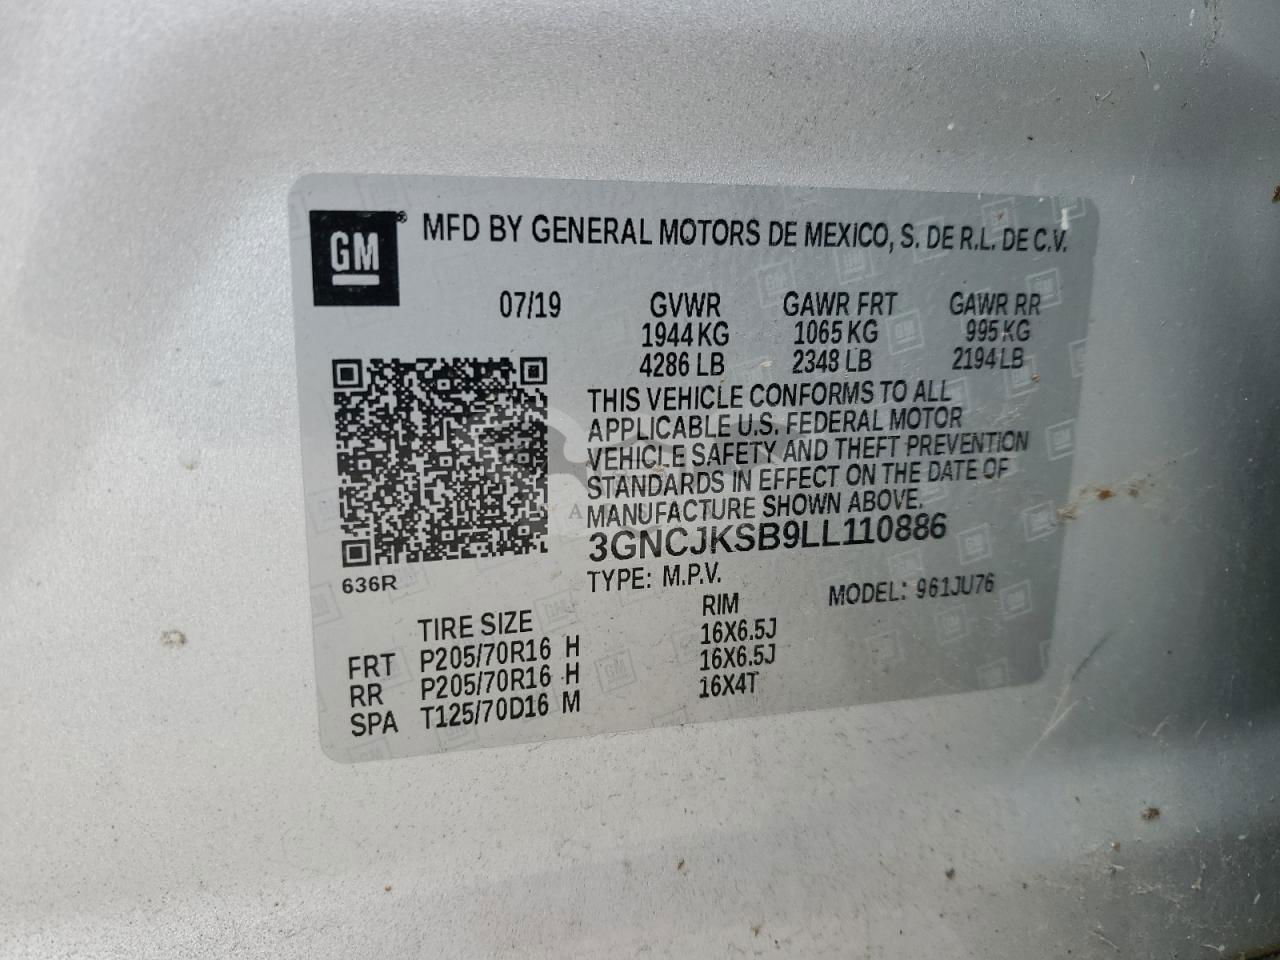 GM® MFD BY GENERAL MOTORS DE MEXICO, S. DE R.L. DE C.V.
07/19 GVWR GAWR FRT GAWR RR
1944 KG 1065 KG 995 KG
4286 LB 2348 LB 2194 LB
THIS VEHICLE CONFORMS TO ALL
APPLICABLE U.S. FEDERAL MOTOR
VEHICLE SAFETY AND THEFT PREVENTION
STANDARDS IN EFFECT ON THE DATE OF
MANUFACTURE SHOWN ABOVE.
3GNCJKSB9LL110886
636R
TYPE: M.P.V. MODEL: 961JU76
TIRE SIZE RIM
FRT P205/70R16 H 16X6.5J
RR P205/70R16 H 16X6.5J
SPA T125/70D16 M 16X4T